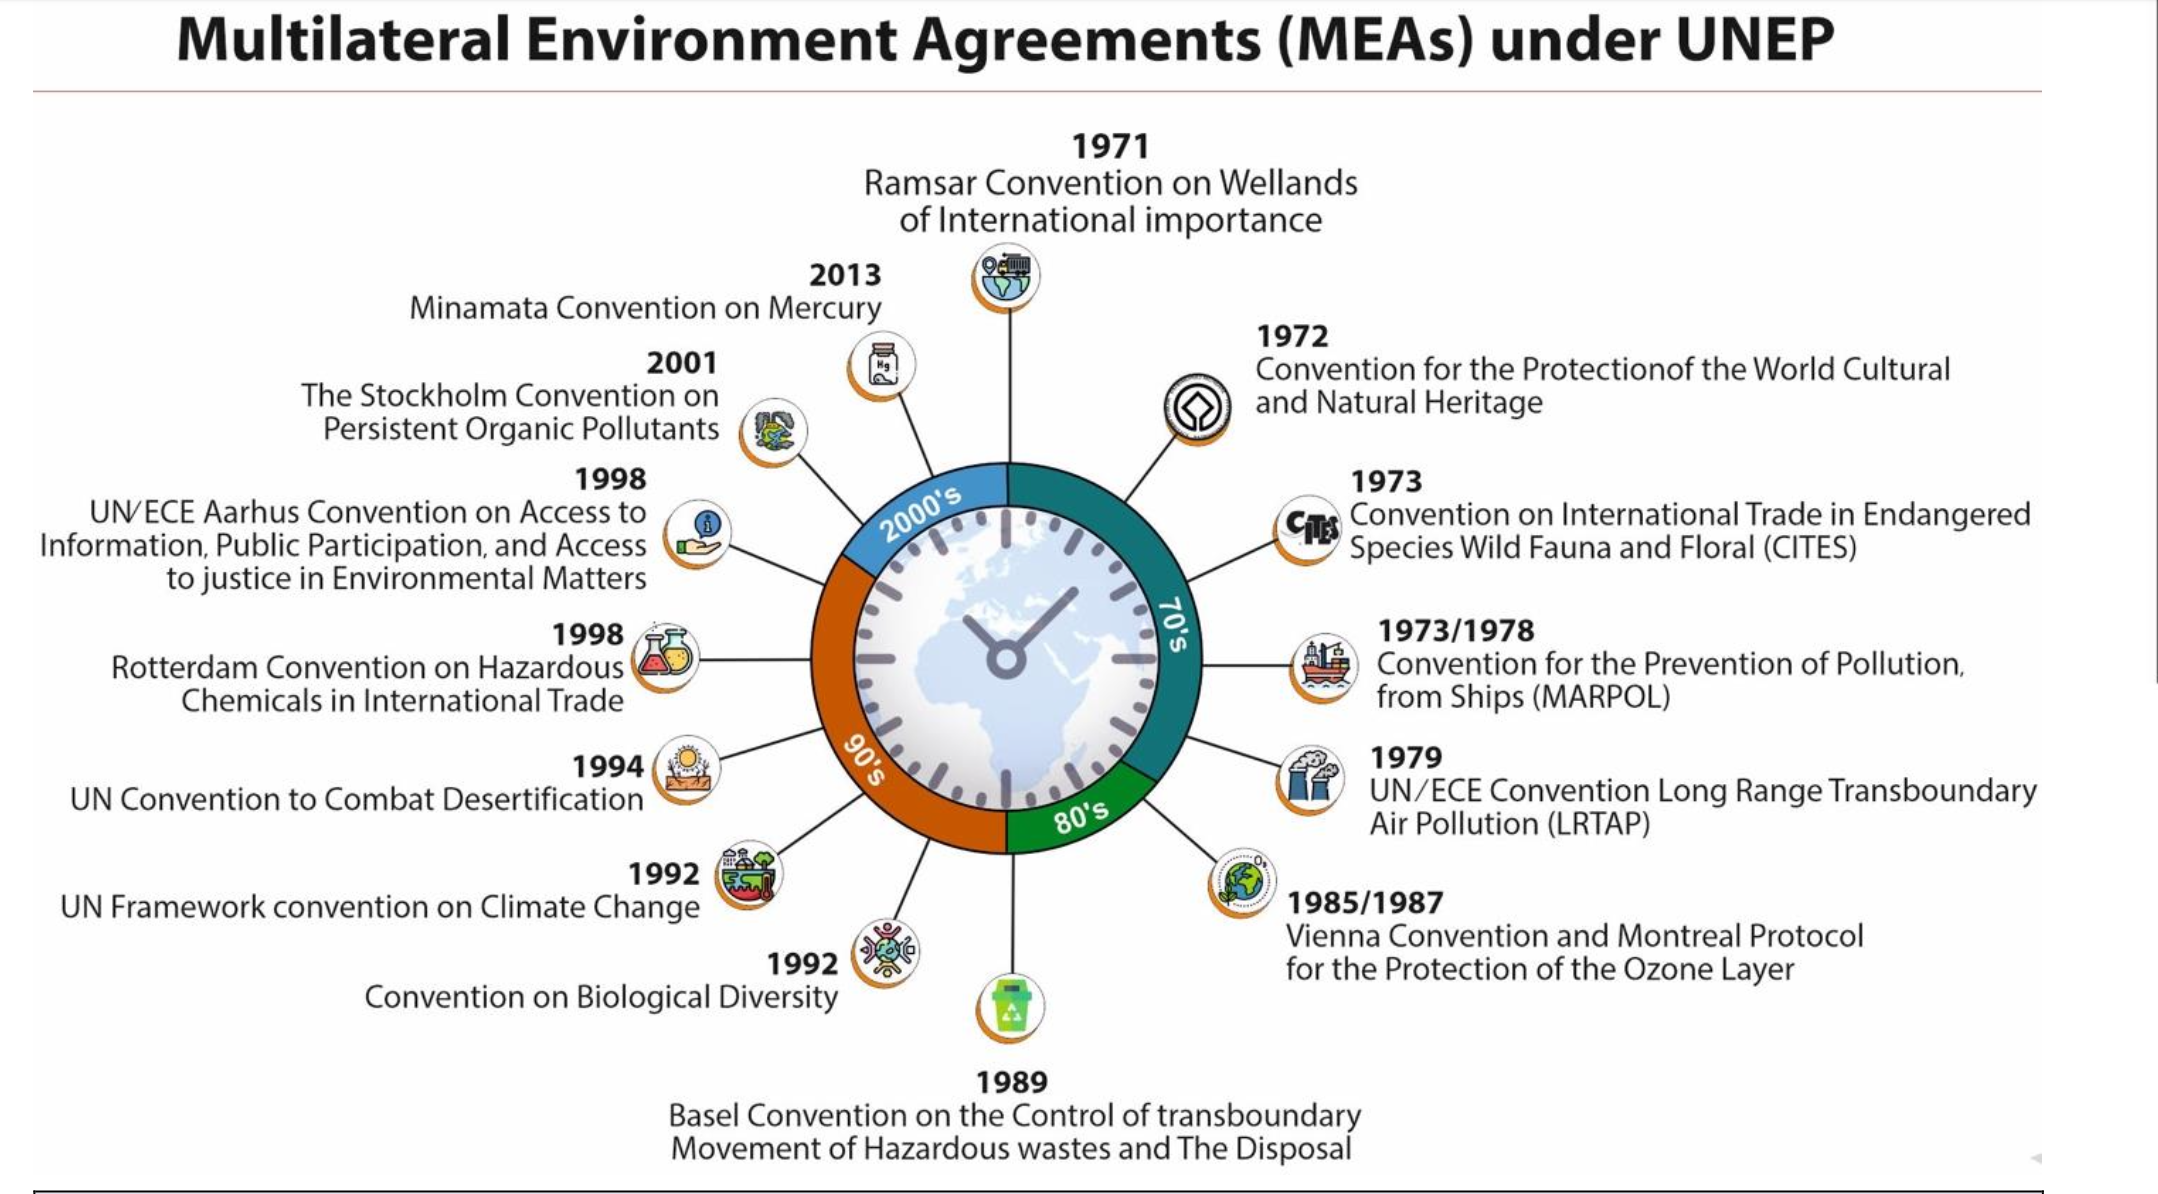 Multilateral Environment Agreements (MEAs) under UNEP
1971
Ramsar Convention on Wellands
of International importance
1972
Convention for the Protectionof the World Cultural
and Natural Heritage
1973
Convention on International Trade in Endangered
Species Wild Fauna and Floral (CITES)
CITES
1973/1978
Convention for the Prevention of Pollution,
from Ships (MARPOL)
1979
UN/ECE Convention Long Range Transboundary
Air Pollution (LRTAP)
1985/1987
Vienna Convention and Montreal Protocol
for the Protection of the Ozone Layer
1989
Basel Convention on the Control of transboundary
Movement of Hazardous wastes and The Disposal
1992
Convention on Biological Diversity
1992
UN Framework convention on Climate Change
1994
UN Convention to Combat Desertification
1998
Rotterdam Convention on Hazardous
Chemicals in International Trade
1998
UN/ECE Aarhus Convention on Access to
Information, Public Participation, and Access
to justice in Environmental Matters
2001
The Stockholm Convention on
Persistent Organic Pollutants
2013
Minamata Convention on Mercury
Hg
70's
80's
90's
2000's